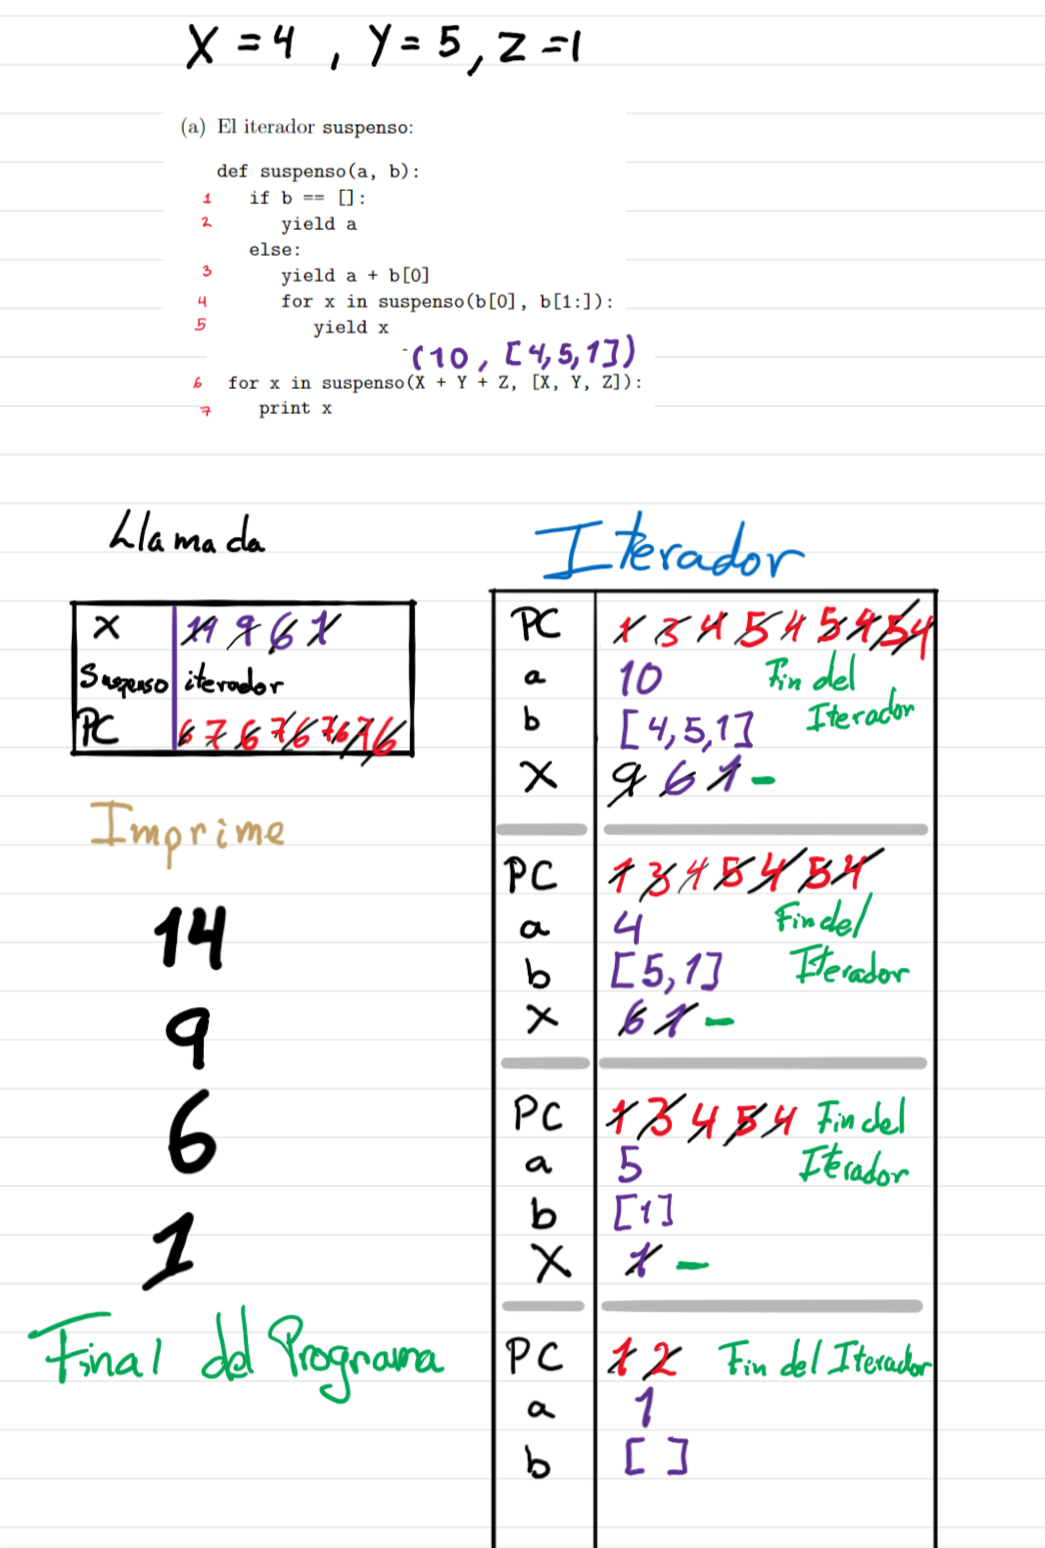 X = 4 , Y = 5, Z = 1
(a) El iterador suspenso:
def suspenso(a, b):
1 if b == []:
2 yield a
else:
3 yield a + b[0]
4 for x in suspenso(b[0], b[1:]):
5 yield x
(10, [4,5,1])
6 for x in suspenso(X + Y + Z, [X, Y, Z]):
7 print x
Llamada
X 14 9 6 1
Suspenso iterador
PC 6 7 6 7 6 7 6 7 6
Imprime
14
9
6
1
Final del Programa
Iterador
PC 1 3 4 5 4 5 4 5 4
a 10 Fin del
b [4,5,1] Iterador
X 9 6 1 -
PC 1 3 4 5 4 5 4
a 4 Fin del
b [5,1] Iterador
X 6 1 -
PC 1 3 4 5 4 Fin del
a 5 Iterador
b [1]
X 1 -
PC 1 2 Fin del Iterador
a 1
b [ ]